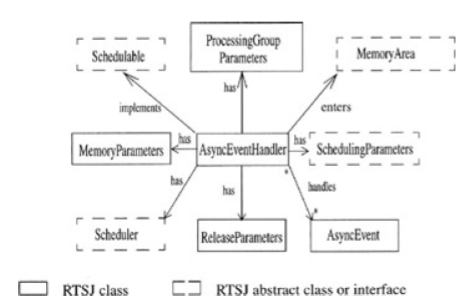 Schedulable
ProcessingGroup
Parameters
MemoryArea
implements
has
enters
MemoryParameters
has
AsyncEventHandler
has
SchedulingParameters
has
has
*
handles
*
Scheduler
ReleaseParameters
AsyncEvent
RTSJ class
RTSJ abstract class or interface